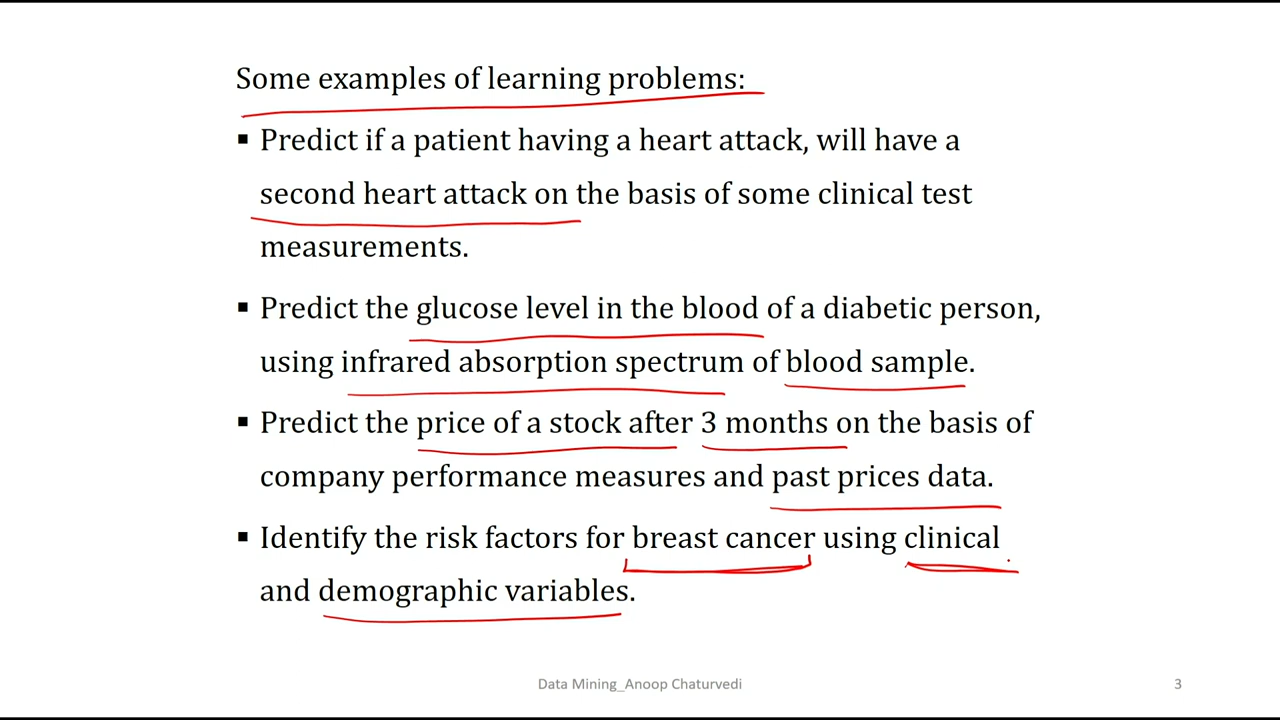 Some examples of learning problems:
▪ Predict if a patient having a heart attack, will have a
second heart attack on the basis of some clinical test
measurements.
▪ Predict the glucose level in the blood of a diabetic person,
using infrared absorption spectrum of blood sample.
▪ Predict the price of a stock after 3 months on the basis of
company performance measures and past prices data.
▪ Identify the risk factors for breast cancer using clinical
and demographic variables.
Data Mining_Anoop Chaturvedi
3